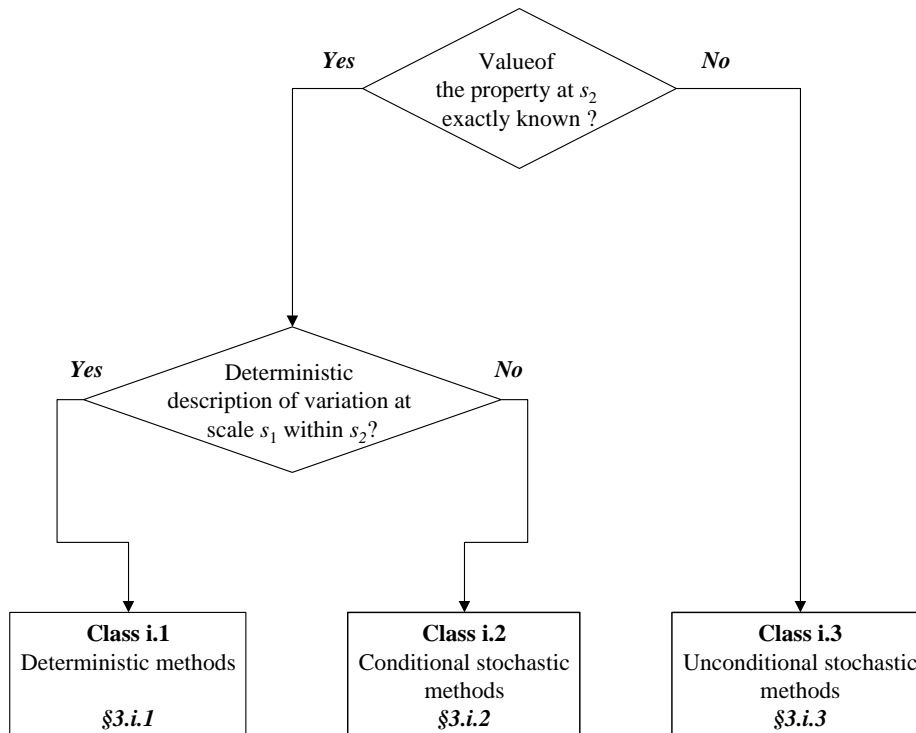 Yes
No
Valueof
the property at s2
exactly known ?
Yes
No
Deterministic
description of variation at
scale s1 within s2?
Class i.1
Deterministic methods
§3.i.1
Class i.2
Conditional stochastic
methods
§3.i.2
Class i.3
Unconditional stochastic
methods
§3.i.3